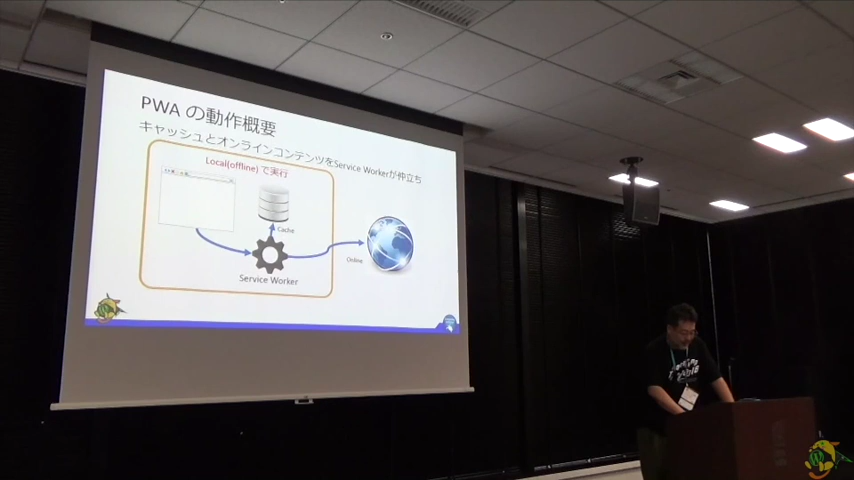 PWA の動作概要
キャッシュとオンラインコンテンツをService Workerが仲立ち
Local(offline) で実行
Cache
Online
Service Worker